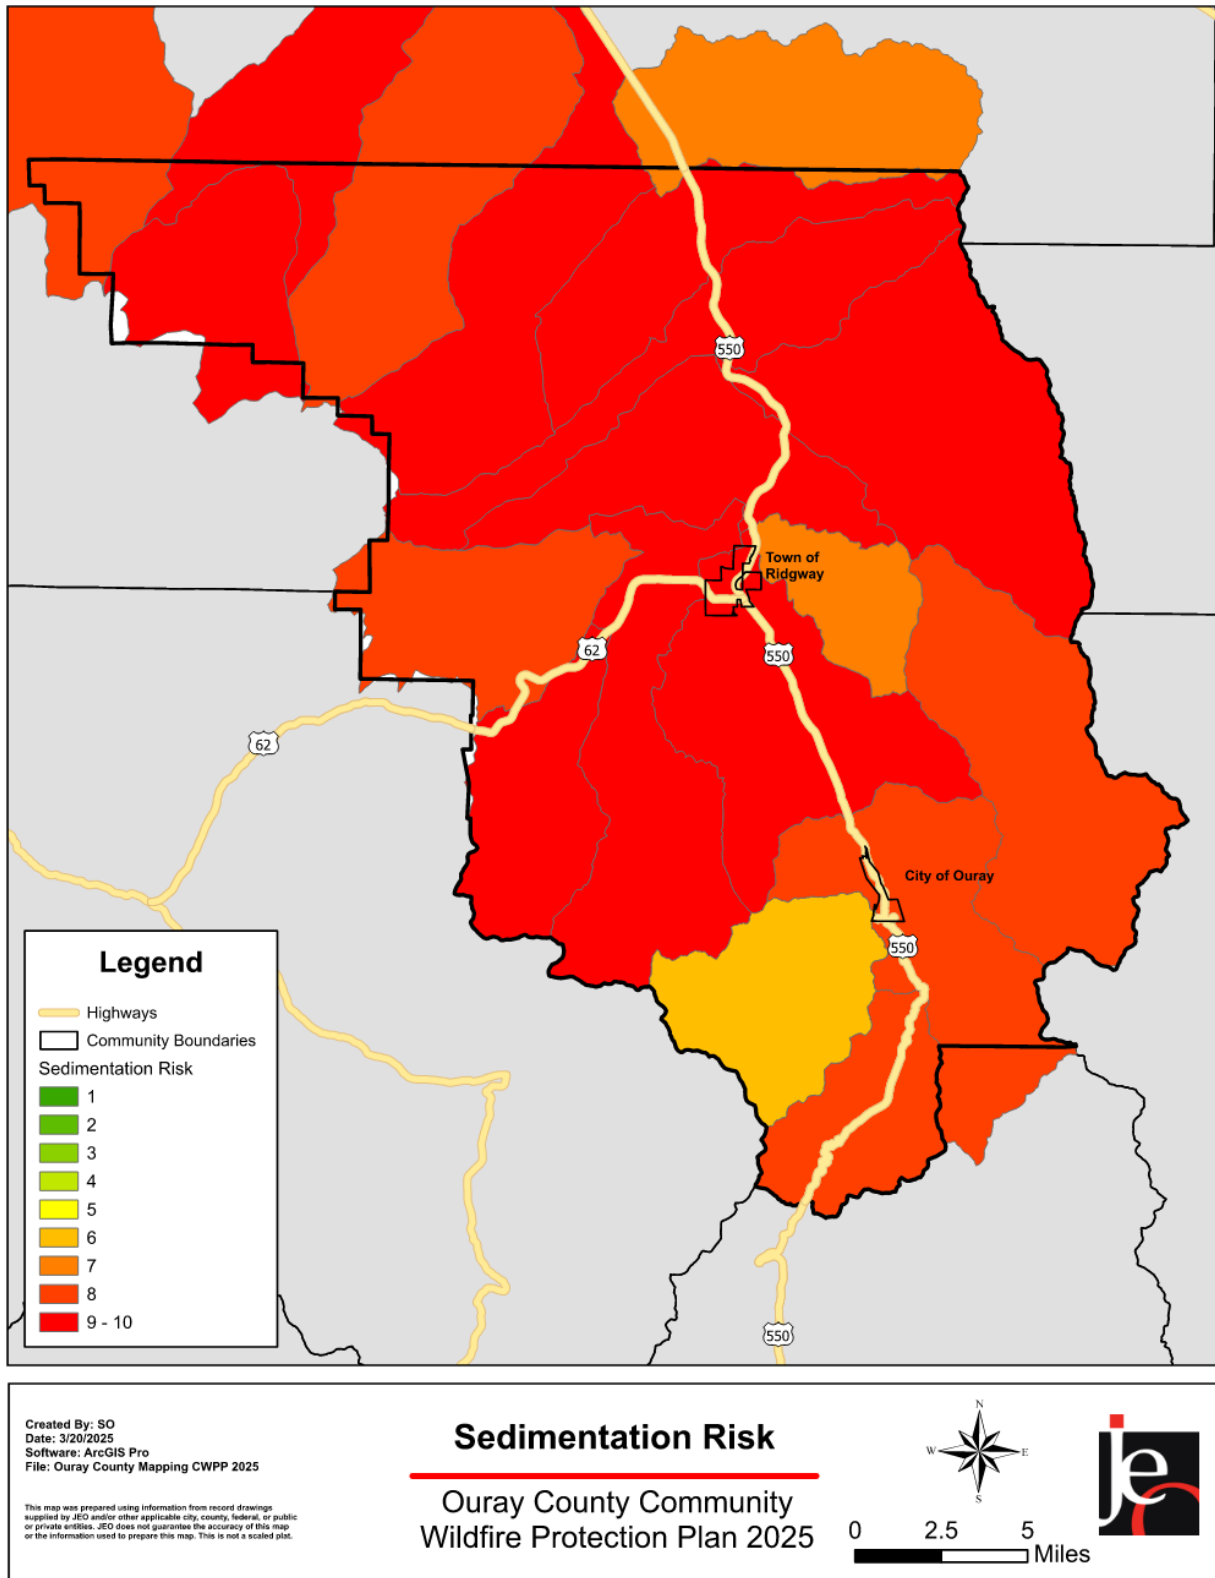 550
Town of
Ridgway
62
550
62
City of Ouray
550
550
Legend
Highways
Community Boundaries
Sedimentation Risk
1
2
3
4
5
6
7
8
9 - 10
Created By: SO
Date: 3/20/2025
Software: ArcGIS Pro
File: Ouray County Mapping CWPP 2025
This map was prepared using information from record drawings
supplied by JEO and/or other applicable city, county, federal, or public
or private entities. JEO does not guarantee the accuracy of this map
or the information used to prepare this map. This is not a scaled plat.
Sedimentation Risk
Ouray County Community
Wildfire Protection Plan 2025
N
W E
S
0 2.5 5
Miles
jeo